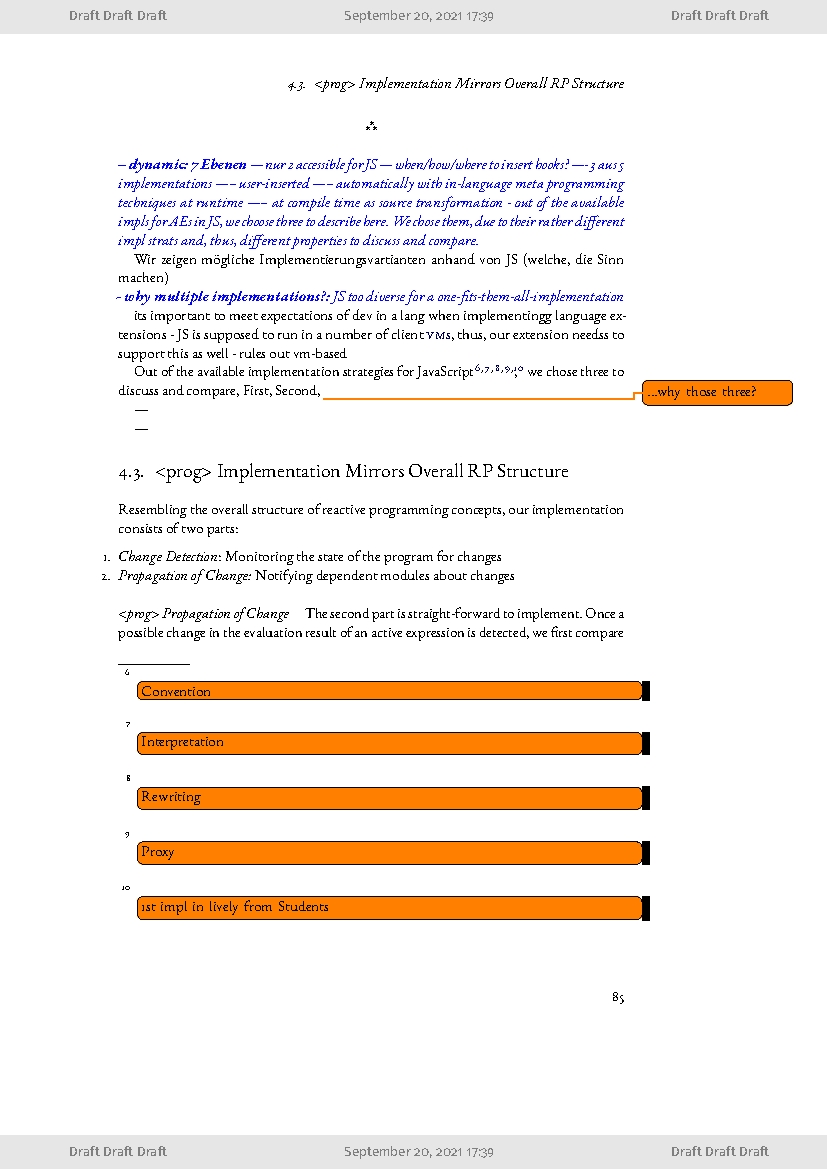 Draft Draft Draft September 20, 2021 17:39 Draft Draft Draft
4.3. <prog> Implementation Mirrors Overall RP Structure
⁂
– dynamic: 7 Ebenen — nur 2 accessible for JS — when/how/where to insert hooks? —- 3 aus 5
implementations —– user-inserted —– automatically with in-language meta programming
techniques at runtime —– at compile time as source transformation - out of the available
impls for AEs in JS, we choose three to describe here. We chose them, due to their rather different
impl strats and, thus, different properties to discuss and compare.
Wir zeigen mögliche Implementierungsvartianten anhand von JS (welche, die Sinn
machen)
- why multiple implementations?: JS too diverse for a one-fits-them-all-implementation
its important to meet expectations of dev in a lang when implementingg language ex-
tensions - JS is supposed to run in a number of client VMs, thus, our extension needss to
support this as well - rules out vm-based
Out of the available implementation strategies for JavaScript6,7,8,9,10, we chose three to
discuss and compare, First, Second,
...why those three?
—
—
4.3. <prog> Implementation Mirrors Overall RP Structure
Resembling the overall structure of reactive programming concepts, our implementation
consists of two parts:
1. Change Detection: Monitoring the state of the program for changes
2. Propagation of Change: Notifying dependent modules about changes
<prog> Propagation of Change The second part is straight-forward to implement. Once a
possible change in the evaluation result of an active expression is detected, we first compare
6
Convention
7
Interpretation
8
Rewriting
9
Proxy
10
1st impl in lively from Students
85
Draft Draft Draft September 20, 2021 17:39 Draft Draft Draft